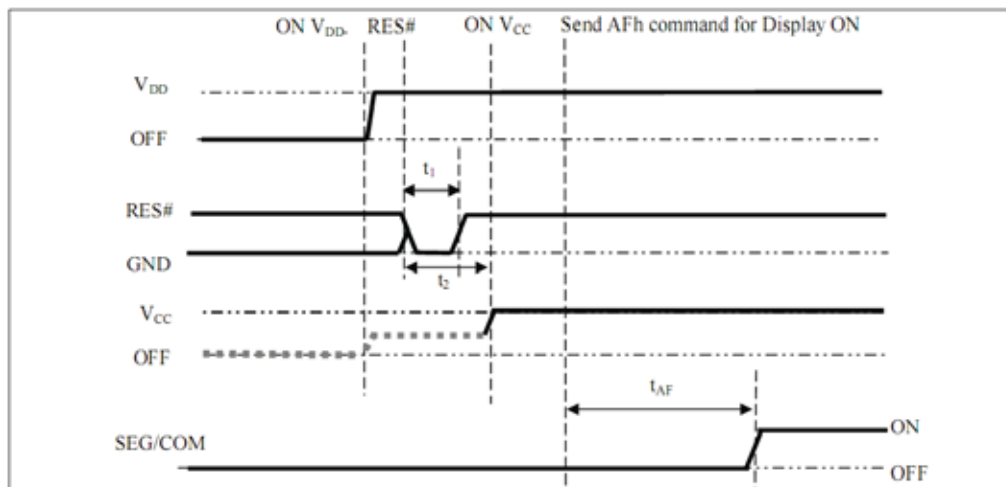 ON VDD. RES# ON VCC Send AFh command for Display ON
VDD
OFF
t1
RES#
GND
t2
VCC
OFF
tAF
SEG/COM
ON
OFF